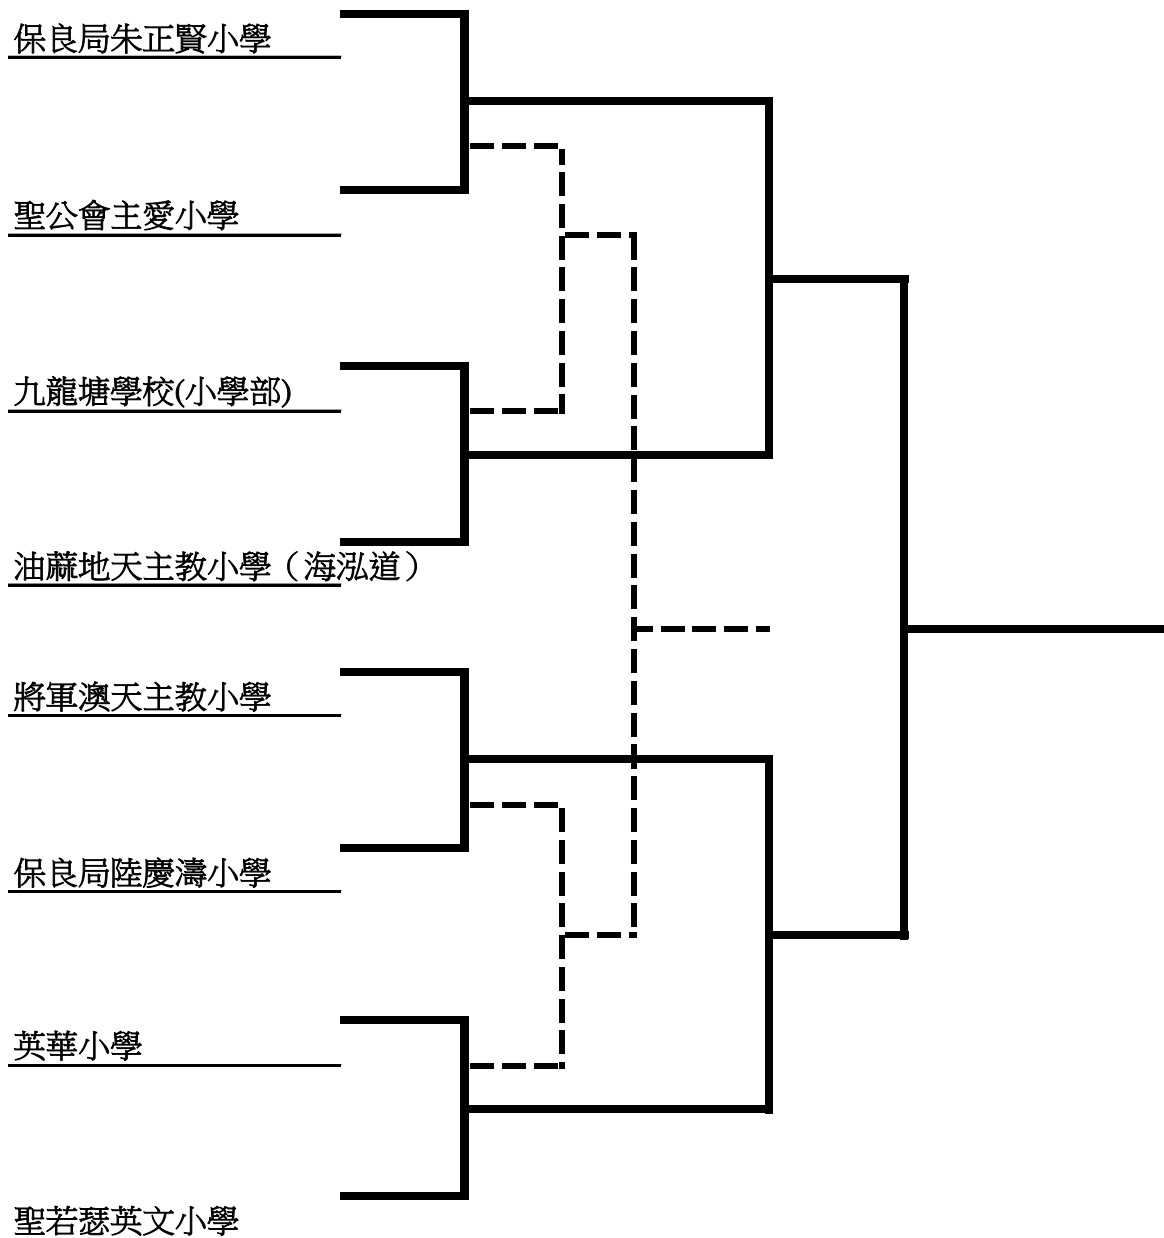 保良局朱正賢小學
聖公會主愛小學
九龍塘學校(小學部)
油蔴地天主教小學（海泓道）
將軍澳天主教小學
保良局陸慶濤小學
英華小學
聖若瑟英文小學